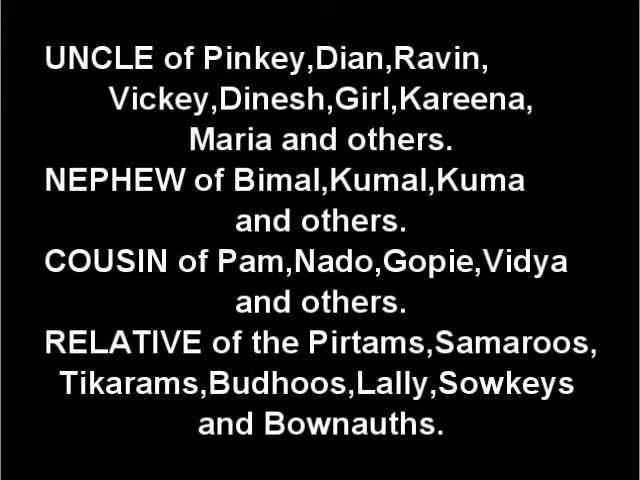 UNCLE of Pinkey,Dian,Ravin,
Vickey,Dinesh,Girl,Kareena,
Maria and others.
NEPHEW of Bimal,Kumal,Kuma
and others.
COUSIN of Pam,Nado,Gopie,Vidya
and others.
RELATIVE of the Pirtams,Samaroos,
Tikarams,Budhoos,Lally,Sowkeys
and Bownauths.